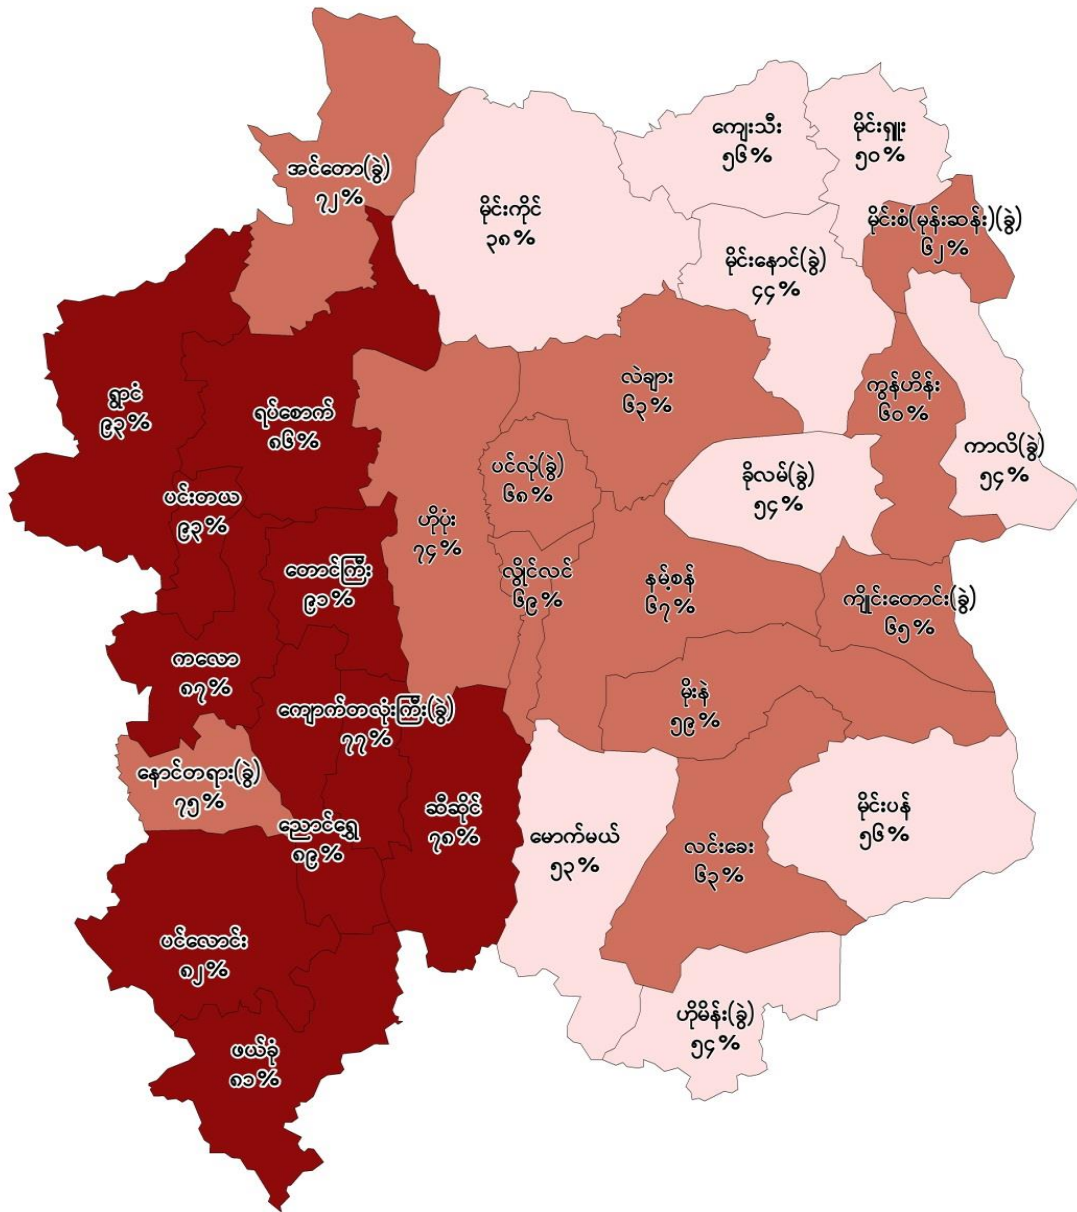 ကျေးသီး
၅၆%
မိုင်းရှူး
၅၀%
အင်တော(ခွဲ)
၇၂%
မိုင်းကိုင်
၃၈%
မိုင်းစံ(မုန်းဆန်း)(ခွဲ)
၆၂%
မိုင်းနောင်(ခွဲ)
၄၄%
ရွာငံ
၉၃%
ရပ်စောက်
၈၆%
လဲချား
၆၃%
ကွန်ဟိန်း
၆၀%
ကာလိ(ခွဲ)
၅၄%
ပင်လုံ(ခွဲ)
၆၈%
ခိုလမ်(ခွဲ)
၅၄%
ပင်းတယ
၉၃%
ဟိုပုံး
၇၄%
တောင်ကြီး
၉၁%
လွိုင်လင်
၆၉%
နမ့်စန်
၆၇%
ကျိုင်းတောင်း(ခွဲ)
၆၅%
ကလော
၈၇%
ကျောက်တလုံးကြီး(ခွဲ)
၇၇%
မိုးနဲ
၅၉%
နောင်တရား(ခွဲ)
၇၅%
ညောင်ရွှေ
၈၉%
ဆီဆိုင်
၇၈%
မောက်မယ်
၅၃%
လင်းခေး
၆၃%
မိုင်းပန်
၅၆%
ပင်လောင်း
၈၂%
ဟိုမိန်း(ခွဲ)
၅၄%
ဖယ်ခုံ
၈၁%